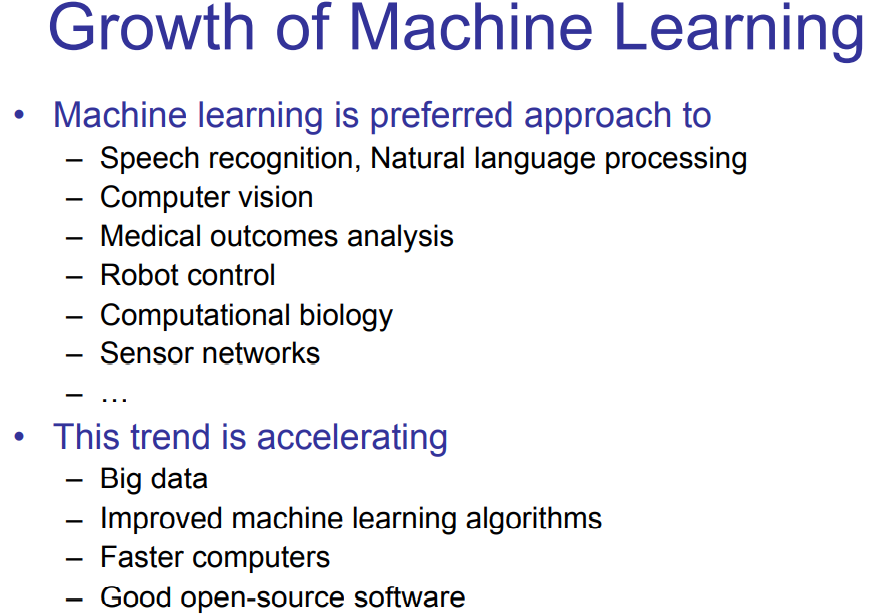 Growth of Machine Learning
• Machine learning is preferred approach to
– Speech recognition, Natural language processing
– Computer vision
– Medical outcomes analysis
– Robot control
– Computational biology
– Sensor networks
– …
• This trend is accelerating
– Big data
– Improved machine learning algorithms
– Faster computers
– Good open-source software